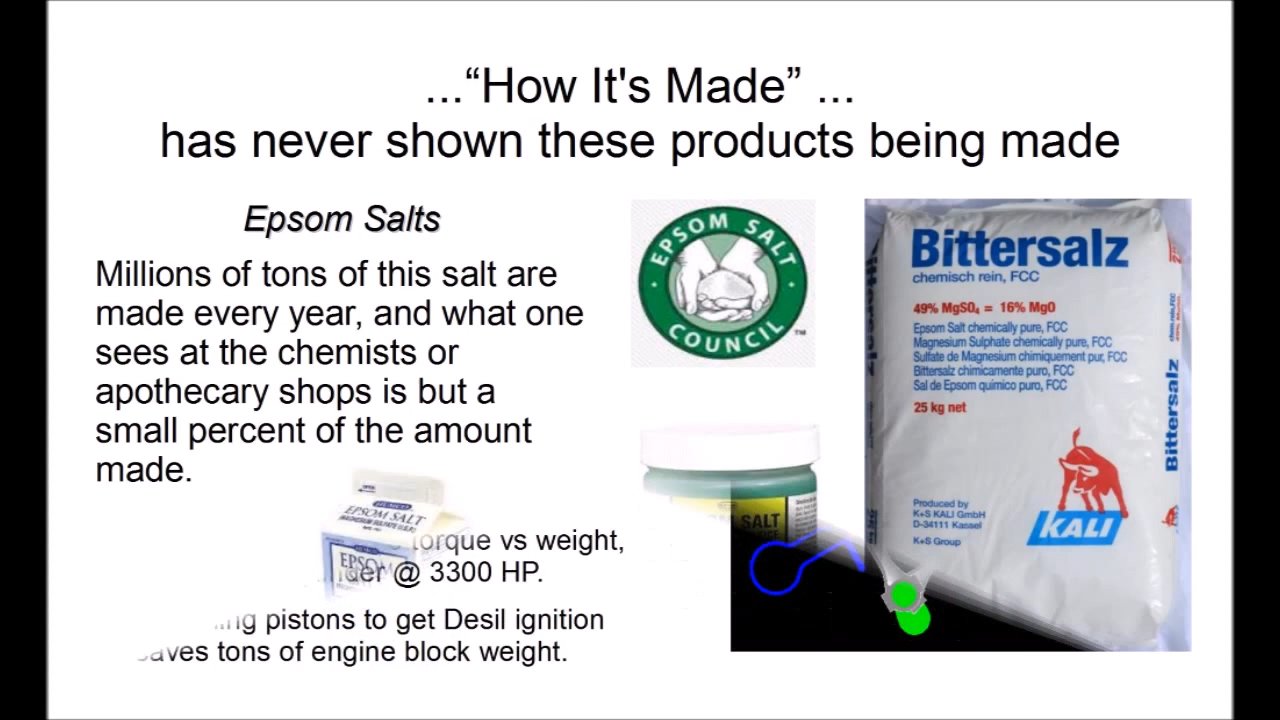 ...“How It's Made” ...
has never shown these products being made
Epsom Salts
Millions of tons of this salt are
made every year, and what one
sees at the chemists or
apothecary shops is but a
small percent of the amount
made.
torque vs weight,
@ 3300 HP.
pistons to get Desil ignition
tons of engine block weight.
EPSOM SALT
COUNCIL™
EPSOM SALT
EPSOM
SALT
Bittersalz
chemisch rein, FCC
49% MgSO₄ = 16% MgO
Epsom Salt chemically pure, FCC
Magnesium Sulphate chemically pure, FCC
Sulfate de Magnesium chimiquement pur, FCC
Bittersalz chimicamente puro, FCC
Sal de Epsom quimico puro, FCC
25 kg net
Produced by
K+S KALI GmbH
D-34111 Kassel
K+S Group
KALI
Bittersalz